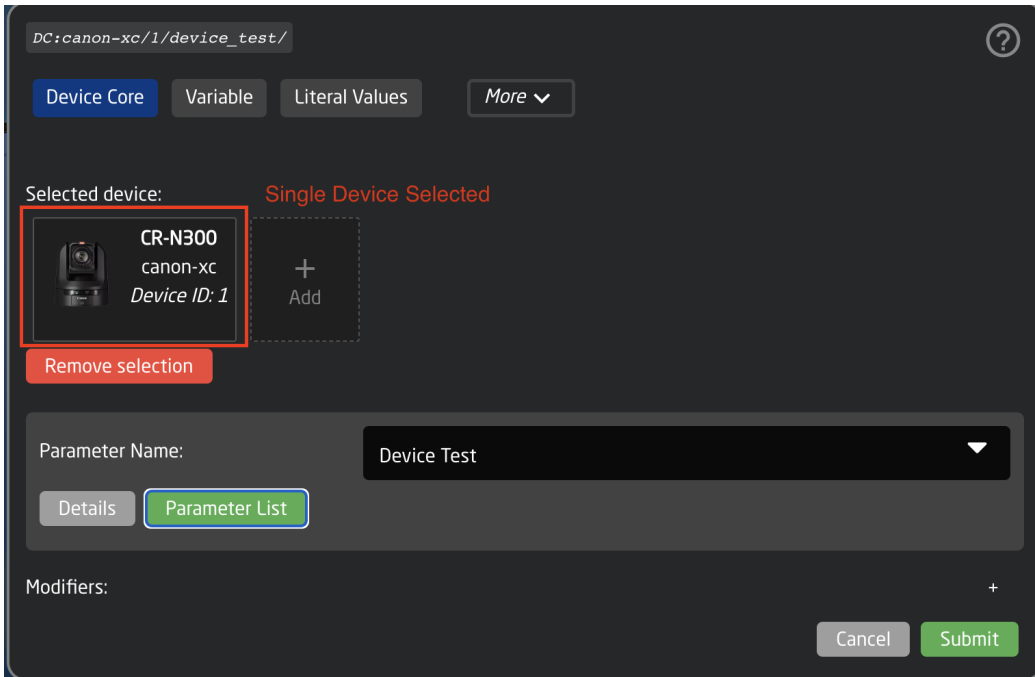 DC:canon-xc/1/device_test/
?
Device Core Variable Literal Values More
Selected device: Single Device Selected
CR-N300
canon-xc
Device ID: 1
+
Add
Remove selection
Parameter Name: Device Test
Details Parameter List
Modifiers: +
Cancel Submit